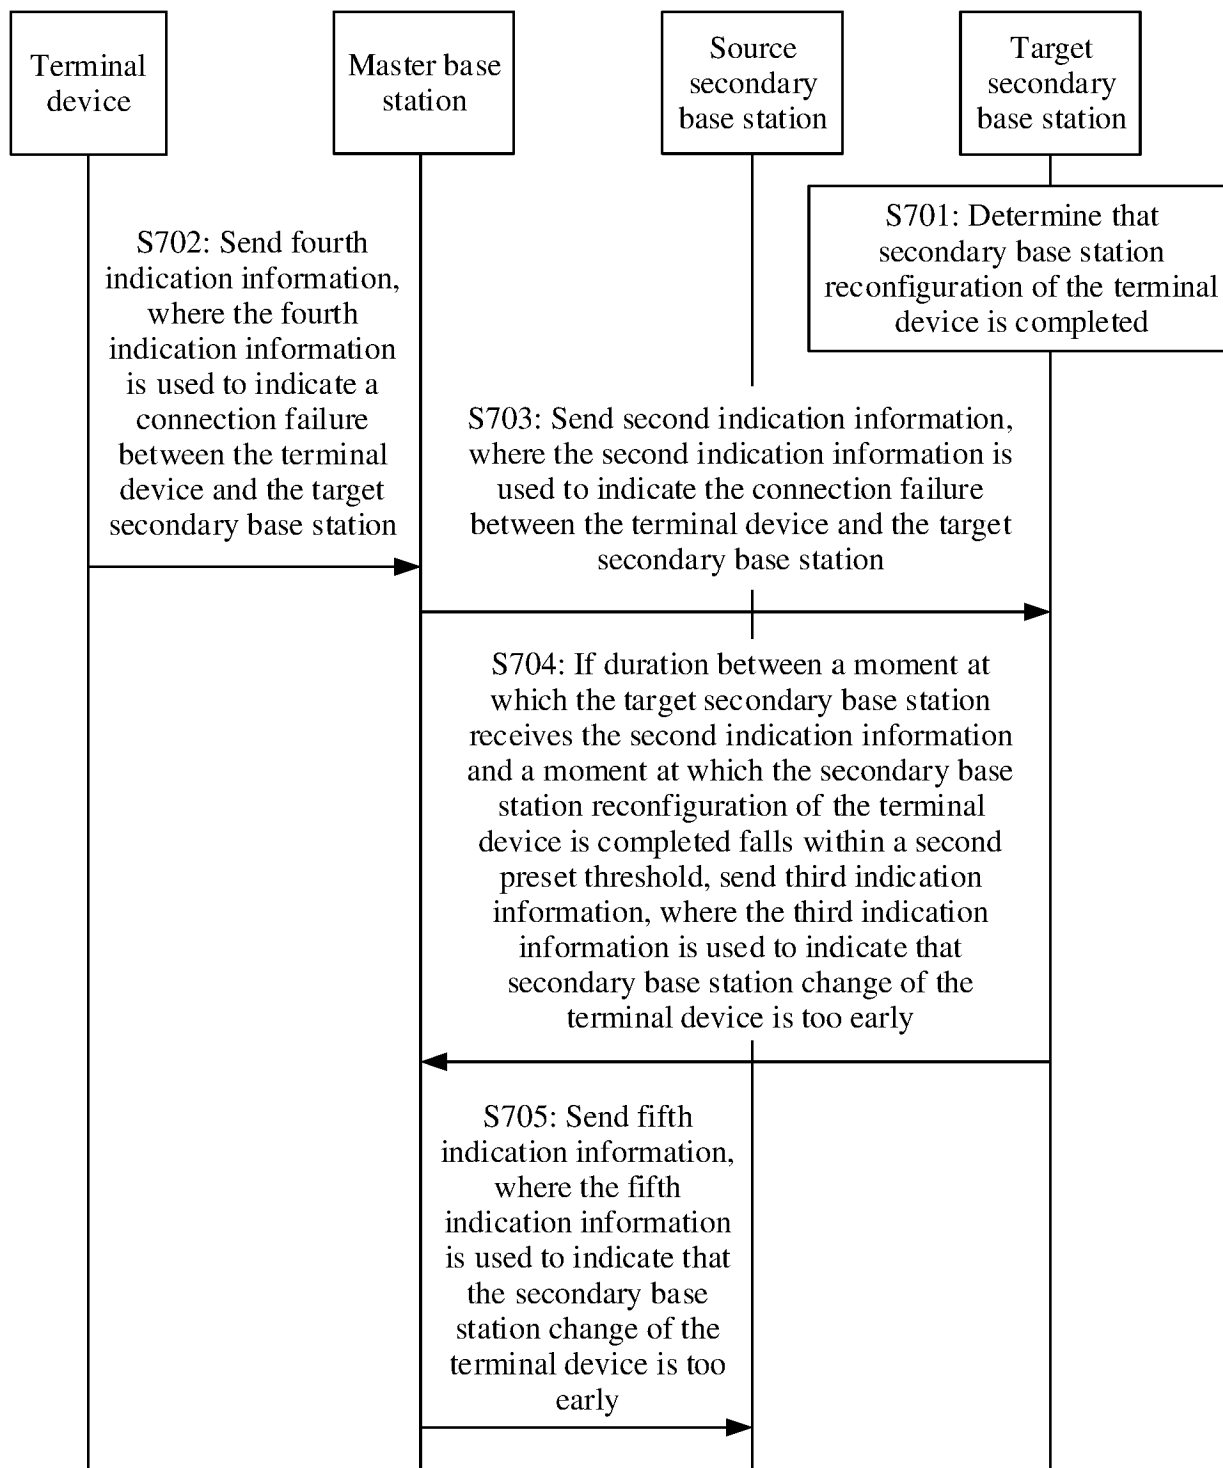 Terminal
device
Master base
station
Source
secondary
base station
Target
secondary
base station
S701: Determine that
secondary base station
reconfiguration of the terminal
device is completed
S702: Send fourth
indication information,
where the fourth
indication information
is used to indicate a
connection failure
between the terminal
device and the target
secondary base station
S703: Send second indication information,
where the second indication information is
used to indicate the connection failure
between the terminal device and the target
secondary base station
S704: If duration between a moment at
which the target secondary base station
receives the second indication information
and a moment at which the secondary base
station reconfiguration of the terminal
device is completed falls within a second
preset threshold, send third indication
information, where the third indication
information is used to indicate that
secondary base station change of the
terminal device is too early
S705: Send fifth
indication information,
where the fifth
indication information
is used to indicate that
the secondary base
station change of the
terminal device is too
early